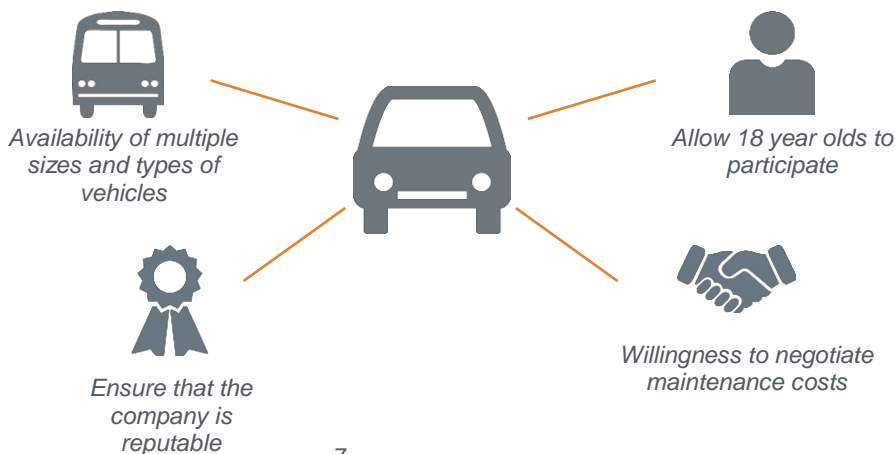 Availability of multiple
sizes and types of
vehicles
Allow 18 year olds to
participate
Ensure that the
company is
reputable
Willingness to negotiate
maintenance costs